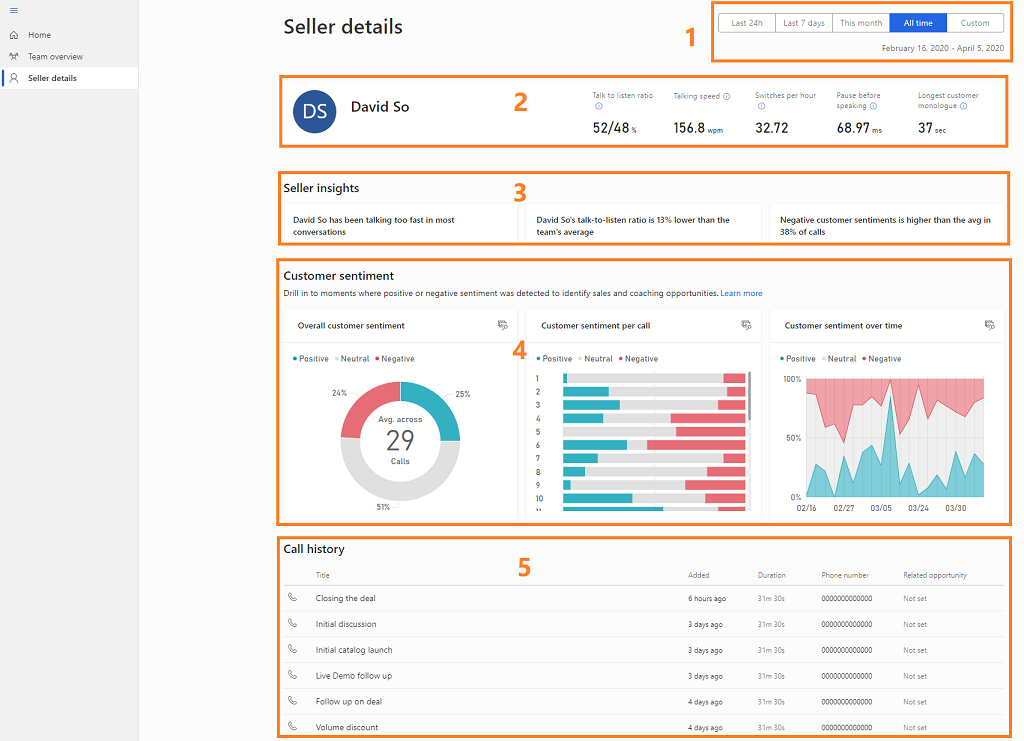 Home
Team overview
Seller details
Seller details
1
Last 24h Last 7 days This month All time Custom
February 16, 2020 - April 5, 2020
DS
David So
2
Talk to listen ratio
52/48 %
Talking speed
156.8 wpm
Switches per hour
32.72
Pause before
speaking
68.97 ms
Longest customer
monologue
37 sec
Seller insights
3
David So has been talking too fast in most
conversations
David So's talk-to-listen ratio is 13% lower than the
team's average
Negative customer sentiments is higher than the avg in
38% of calls
Customer sentiment
Drill in to moments where positive or negative sentiment was detected to identify sales and coaching opportunities. Learn more
4
Overall customer sentiment
Positive Neutral Negative
24%
25%
Avg. across
29
Calls
51%
Customer sentiment per call
Positive Neutral Negative
1
2
3
4
5
6
7
8
9
10
11
Customer sentiment over time
Positive Neutral Negative
100%
50%
0%
02/16 02/27 03/05 03/24 03/30
Call history
5
Title Added Duration Phone number Related opportunity
Closing the deal 6 hours ago 31m 30s 0000000000000 Not set
Initial discussion 3 days ago 31m 30s 0000000000000 Not set
Initial catalog launch 3 days ago 31m 30s 0000000000000 Not set
Live Demo follow up 3 days ago 31m 30s 0000000000000 Not set
Follow up on deal 4 days ago 31m 30s 0000000000000 Not set
Volume discount 4 days ago 31m 30s 0000000000000 Not set